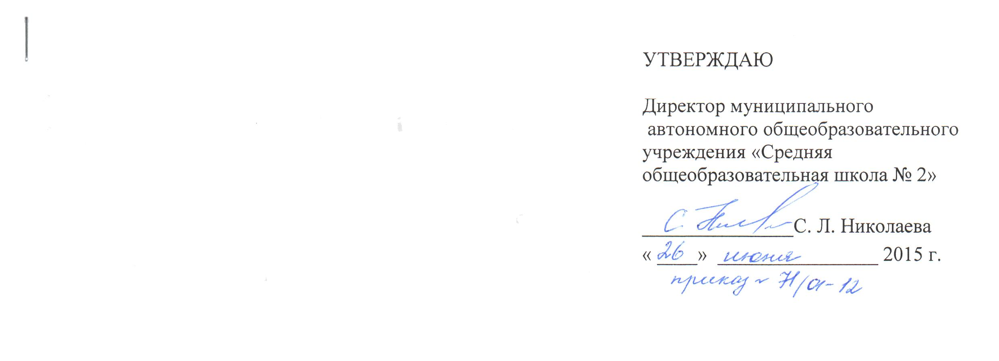 УТВЕРЖДАЮ
Директор муниципального
автономного общеобразовательного
учреждения «Средняя
общеобразовательная школа № 2»
С. Л. Николаева
« 26 » июня 2015 г.
приказ № 71/01-12